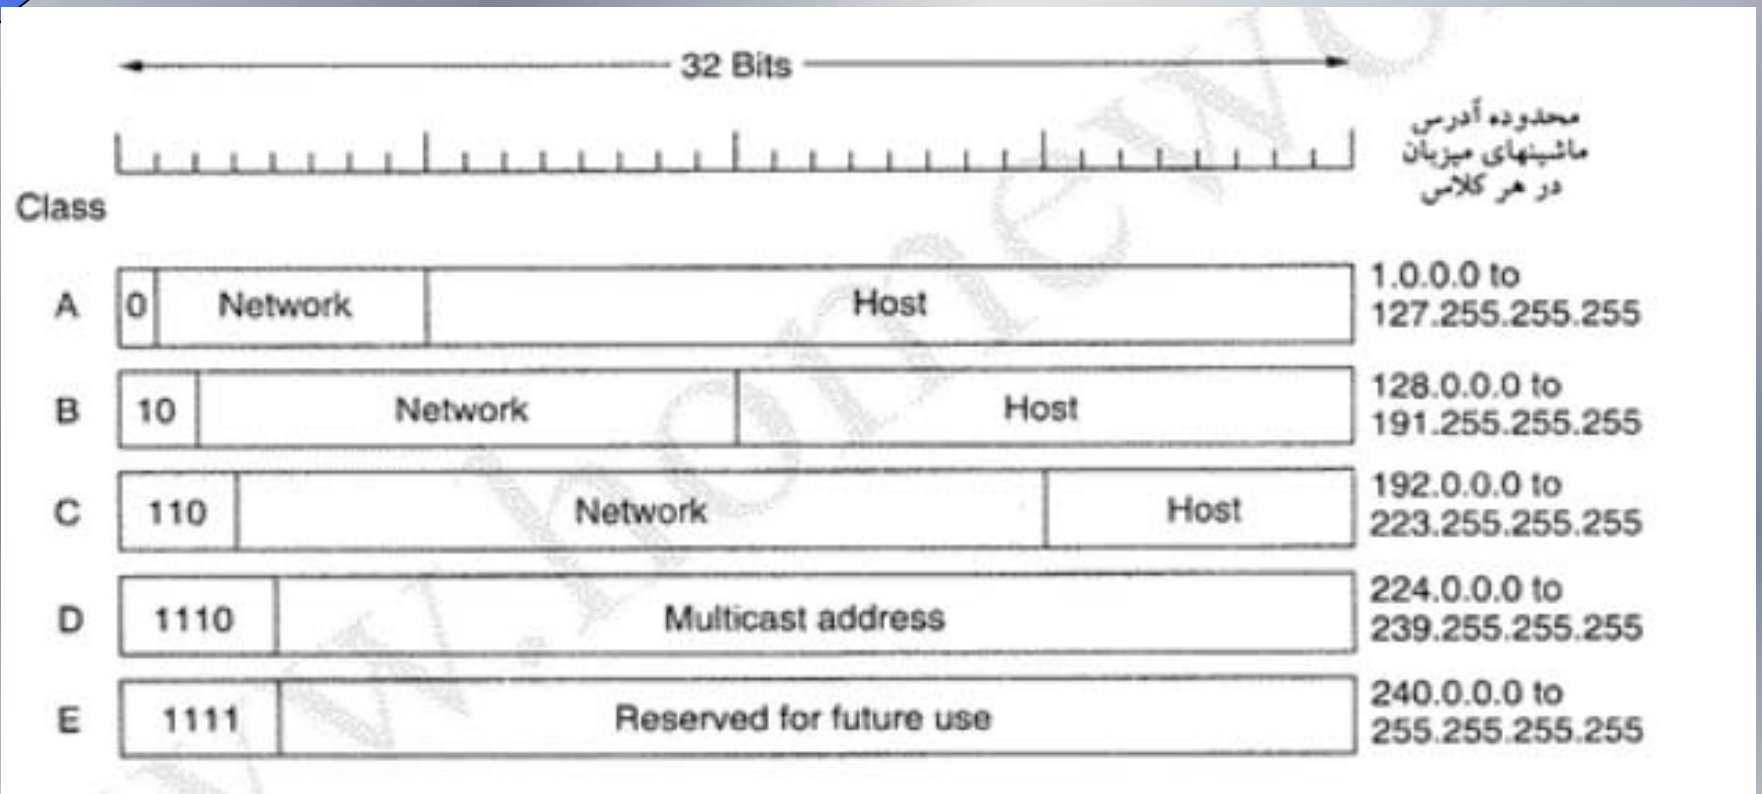 32 Bits
محدوده آدرس
ماشینهای میزبان
در هر کلاس
Class
A 0 Network Host 1.0.0.0 to
127.255.255.255
B 10 Network Host 128.0.0.0 to
191.255.255.255
C 110 Network Host 192.0.0.0 to
223.255.255.255
D 1110 Multicast address 224.0.0.0 to
239.255.255.255
E 1111 Reserved for future use 240.0.0.0 to
255.255.255.255